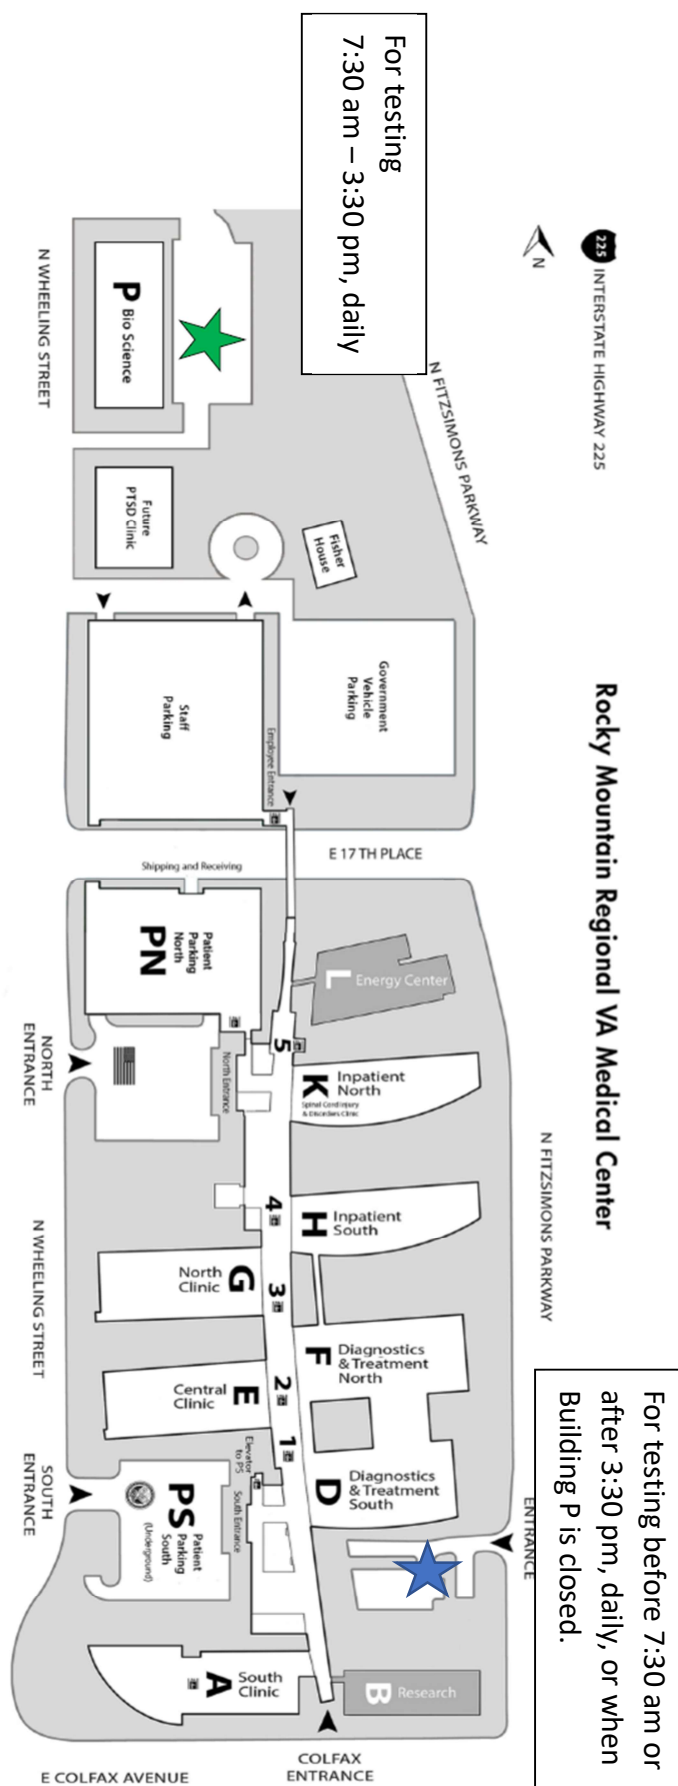 For testing
7:30 am – 3:30 pm, daily
225 INTERSTATE HIGHWAY 225
N
N FITZSIMONS PARKWAY
Rocky Mountain Regional VA Medical Center
P Bio Science
N WHEELING STREET
Future
PTSD Clinic
Fisher
House
Government
Vehicle
Parking
Staff
Parking
Employee Entrance
E 17 TH PLACE
Shipping and Receiving
Patient
Parking
North
PN
L Energy Center
5
NORTH
ENTRANCE
North Entrance
K
Inpatient
North
Spinal Cord Injury
& Disorders Clinic
N FITZSIMONS PARKWAY
4
H
Inpatient
South
North
Clinic
G
3
N WHEELING STREET
F
Diagnostics
& Treatment
North
Central
Clinic
E
2
1
Elevator
to PS
D
Diagnostics
& Treatment
South
SOUTH
ENTRANCE
PS
Patient
Parking
South
(Underground)
South Entrance
ENTRANCE
For testing before 7:30 am or
after 3:30 pm, daily, or when
Building P is closed.
A
South
Clinic
B Research
COLFAX
ENTRANCE
E COLFAX AVENUE